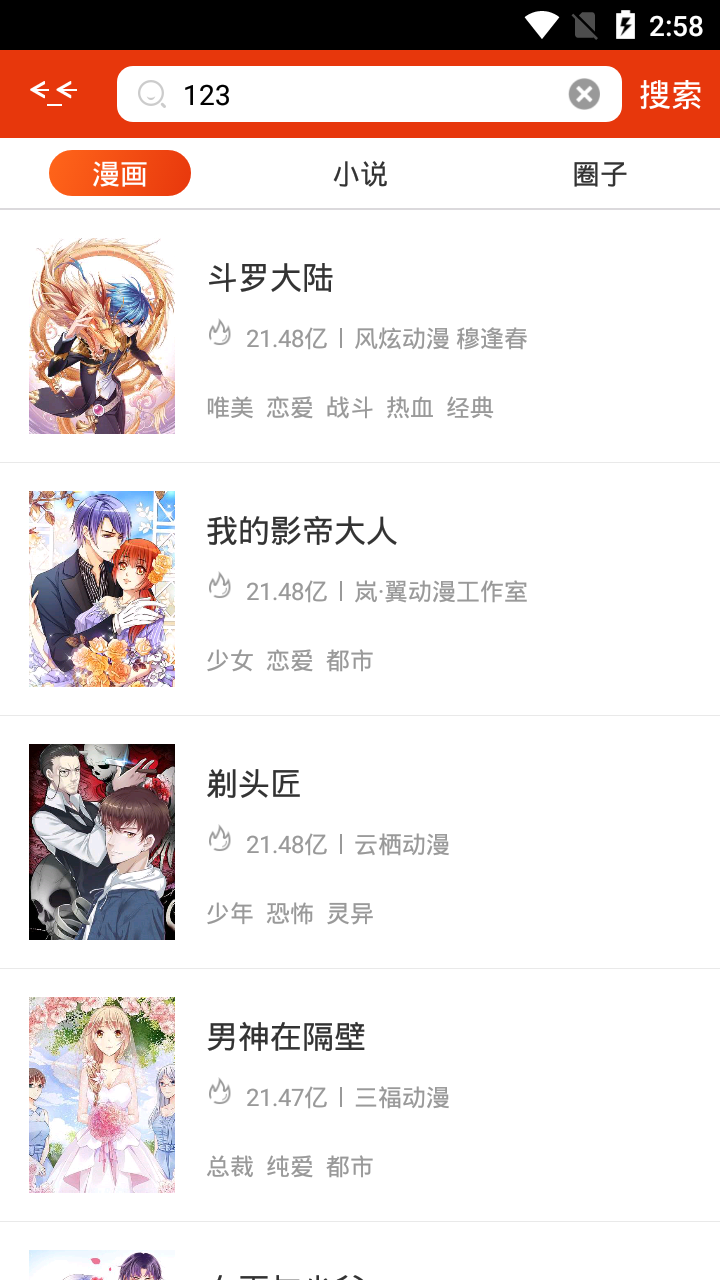 2:58
123
搜索
漫画 小说 圈子
斗罗大陆
21.48亿 | 风炫动漫 穆逢春
唯美 恋爱 战斗 热血 经典
我的影帝大人
21.48亿 | 岚·翼动漫工作室
少女 恋爱 都市
剃头匠
21.48亿 | 云栖动漫
少年 恐怖 灵异
男神在隔壁
21.47亿 | 三福动漫
总裁 纯爱 都市